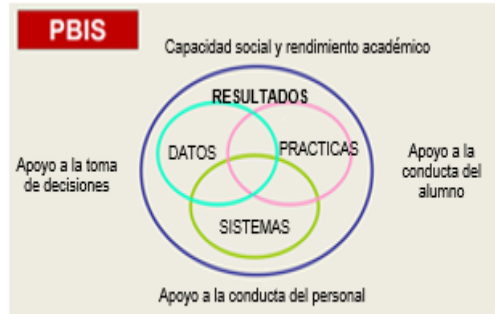 PBIS
Capacidad social y rendimiento académico
RESULTADOS
DATOS
PRACTICAS
Apoyo a la toma
de decisiones
Apoyo a la
conducta del
alumno
SISTEMAS
Apoyo a la conducta del personal